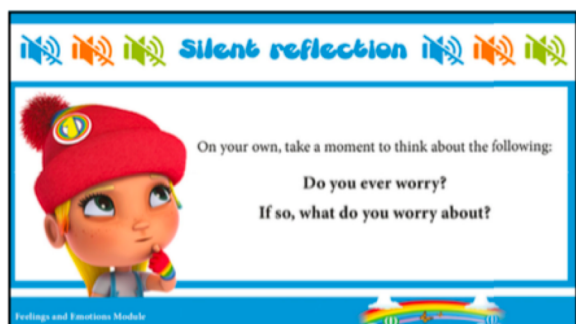 Silent reflection
On your own, take a moment to think about the following:
Do you ever worry?
If so, what do you worry about?
Feelings and Emotions Module